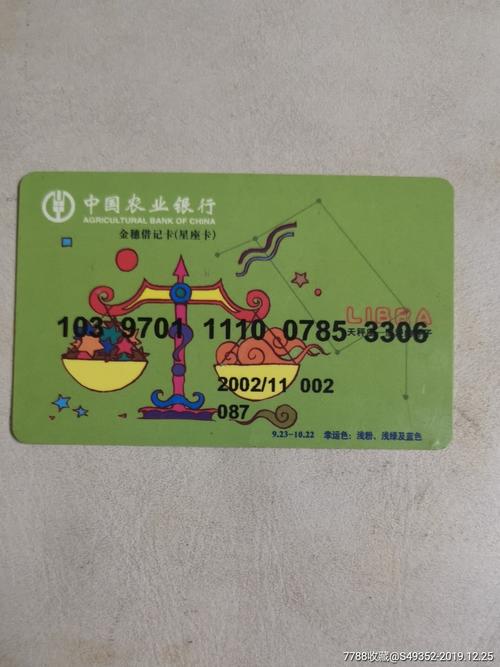 中国农业银行
AGRICULTURAL BANK OF CHINA
金穗借记卡(星座卡)
LIBRA
103 9701 1110 0785 3306
2002/11 002
087
9.23-10.22 幸运色:浅粉、浅绿及蓝色
7788收藏@S49352-2019.12.25